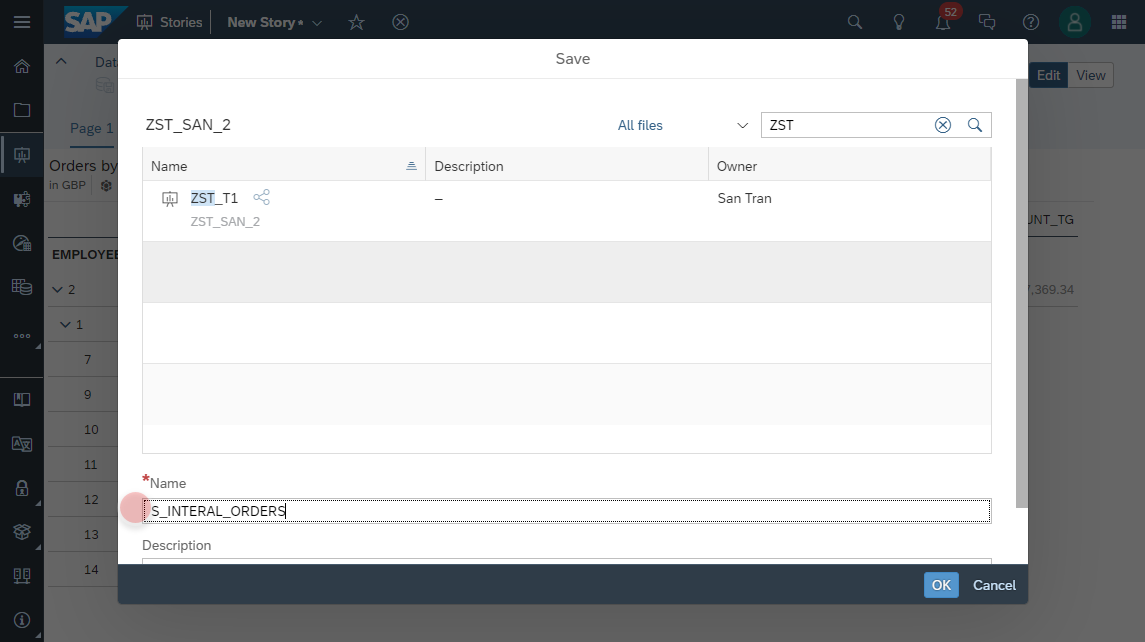 SAP Stories New Story • 52
Data
Edit View
Page 1
Orders by
in GBP
EMPLOYEE
2
1
7
9
10
11
12
13
14
UNT_TG
,369.34
Save
ZST_SAN_2 All files ZST
Name Description Owner
ZST_T1 – San Tran
ZST_SAN_2
*Name
S_INTERAL_ORDERS
Description
OK Cancel